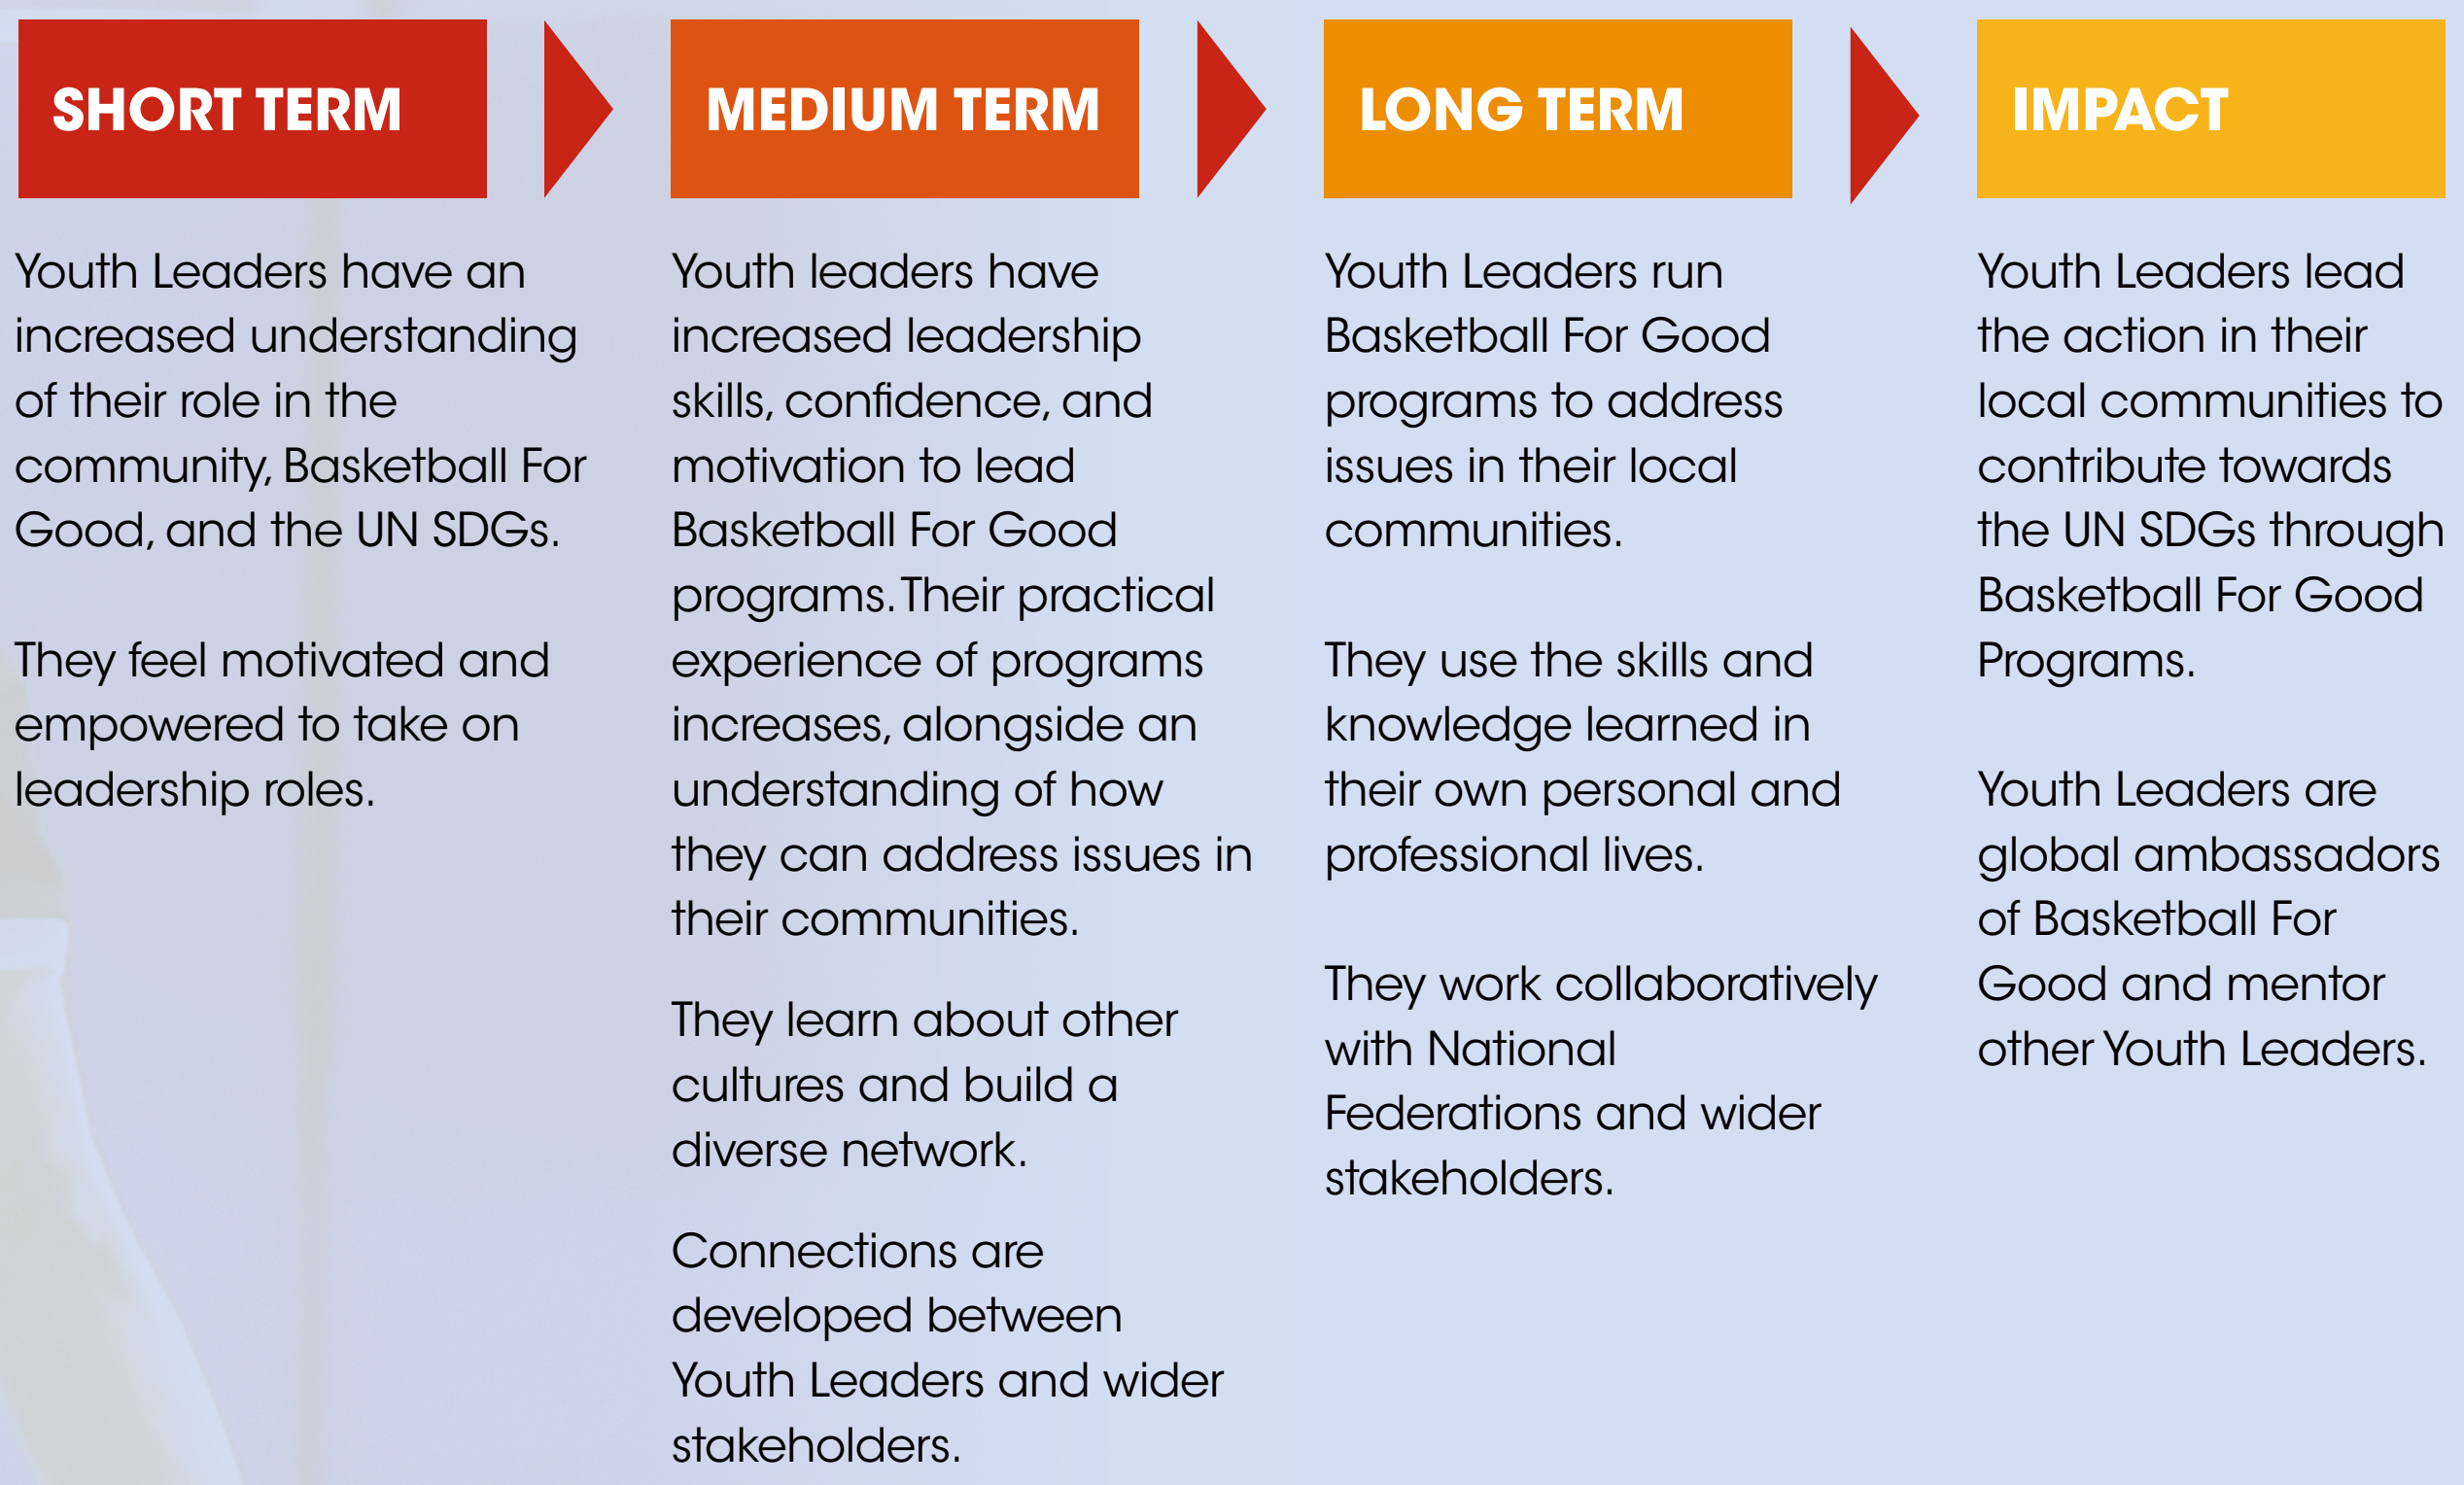 SHORT TERM
Youth Leaders have an
increased understanding
of their role in the
community, Basketball For
Good, and the UN SDGs.
They feel motivated and
empowered to take on
leadership roles.
MEDIUM TERM
Youth leaders have
increased leadership
skills, confidence, and
motivation to lead
Basketball For Good
programs. Their practical
experience of programs
increases, alongside an
understanding of how
they can address issues in
their communities.
They learn about other
cultures and build a
diverse network.
Connections are
developed between
Youth Leaders and wider
stakeholders.
LONG TERM
Youth Leaders run
Basketball For Good
programs to address
issues in their local
communities.
They use the skills and
knowledge learned in
their own personal and
professional lives.
They work collaboratively
with National
Federations and wider
stakeholders.
IMPACT
Youth Leaders lead
the action in their
local communities to
contribute towards
the UN SDGs through
Basketball For Good
Programs.
Youth Leaders are
global ambassadors
of Basketball For
Good and mentor
other Youth Leaders.